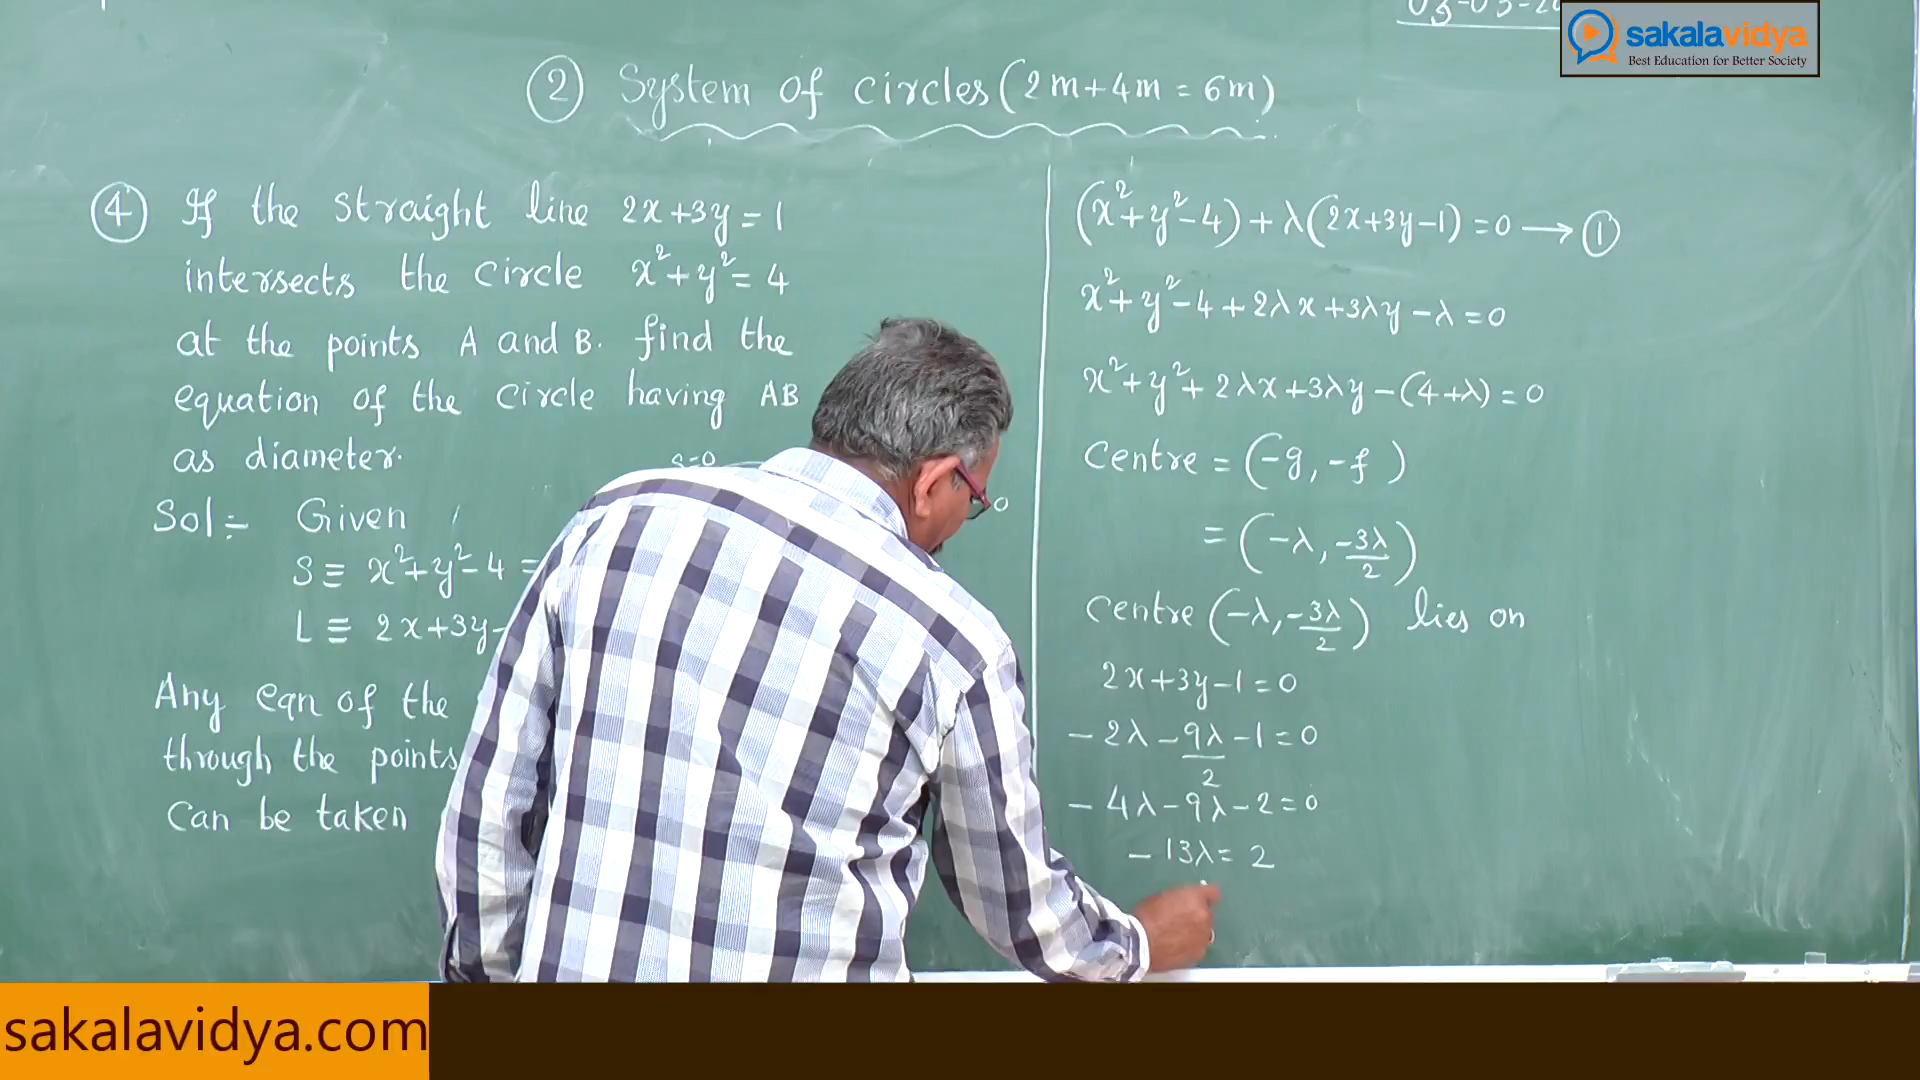 sakalavidya
Best Education for Better Society
② System of circles (2m+4m = 6m)
④ If the straight line 2x+3y=1
intersects the circle x²+y²=4
at the points A and B. find the
equation of the circle having AB
as diameter.
Sol:- Given
S ≡ x²+y²-4 =
L ≡ 2x+3y-
Any eqn of the
through the points
can be taken
(x²+y²-4)+λ(2x+3y-1)=0 → ①
x²+y²-4+2λx+3λy-λ=0
x²+y²+2λx+3λy-(4+λ)=0
centre = (-g, -f)
= (-λ, -3λ/2)
centre (-λ, -3λ/2) lies on
2x+3y-1=0
-2λ-9λ/2-1=0
-4λ-9λ-2=0
-13λ=2
sakalavidya.com